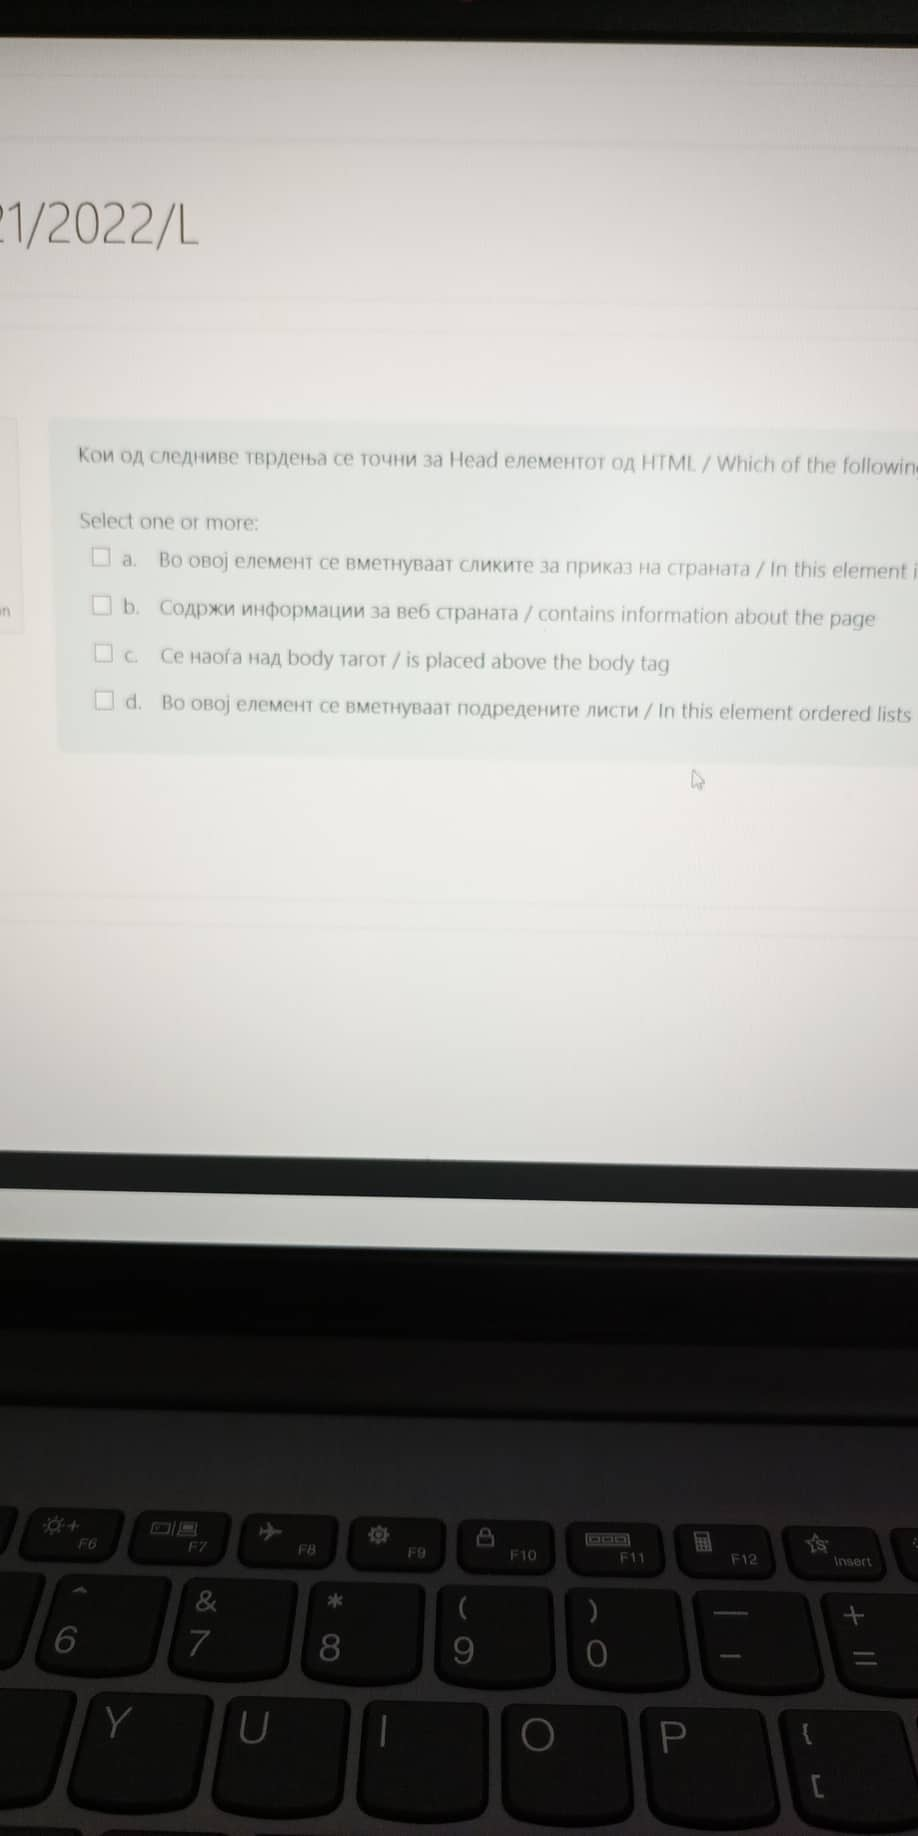 21/2022/L
Кои од следниве тврдења се точни за Head елементот од HTML / Which of the following
Select one or more:
a. Во овој елемент се вметнуваат сликите за приказ на страната / In this element i
on
b. Содржи информации за веб страната / contains information about the page
c. Се наоѓа над body тагот / is placed above the body tag
d. Во овој елемент се вметнуваат подредените листи / In this element ordered lists
F6 F7 F8 F9 F10 F11 F12 Insert
^ & * ( ) — +
6 7 8 9 0 - =
Y U I O P {
[